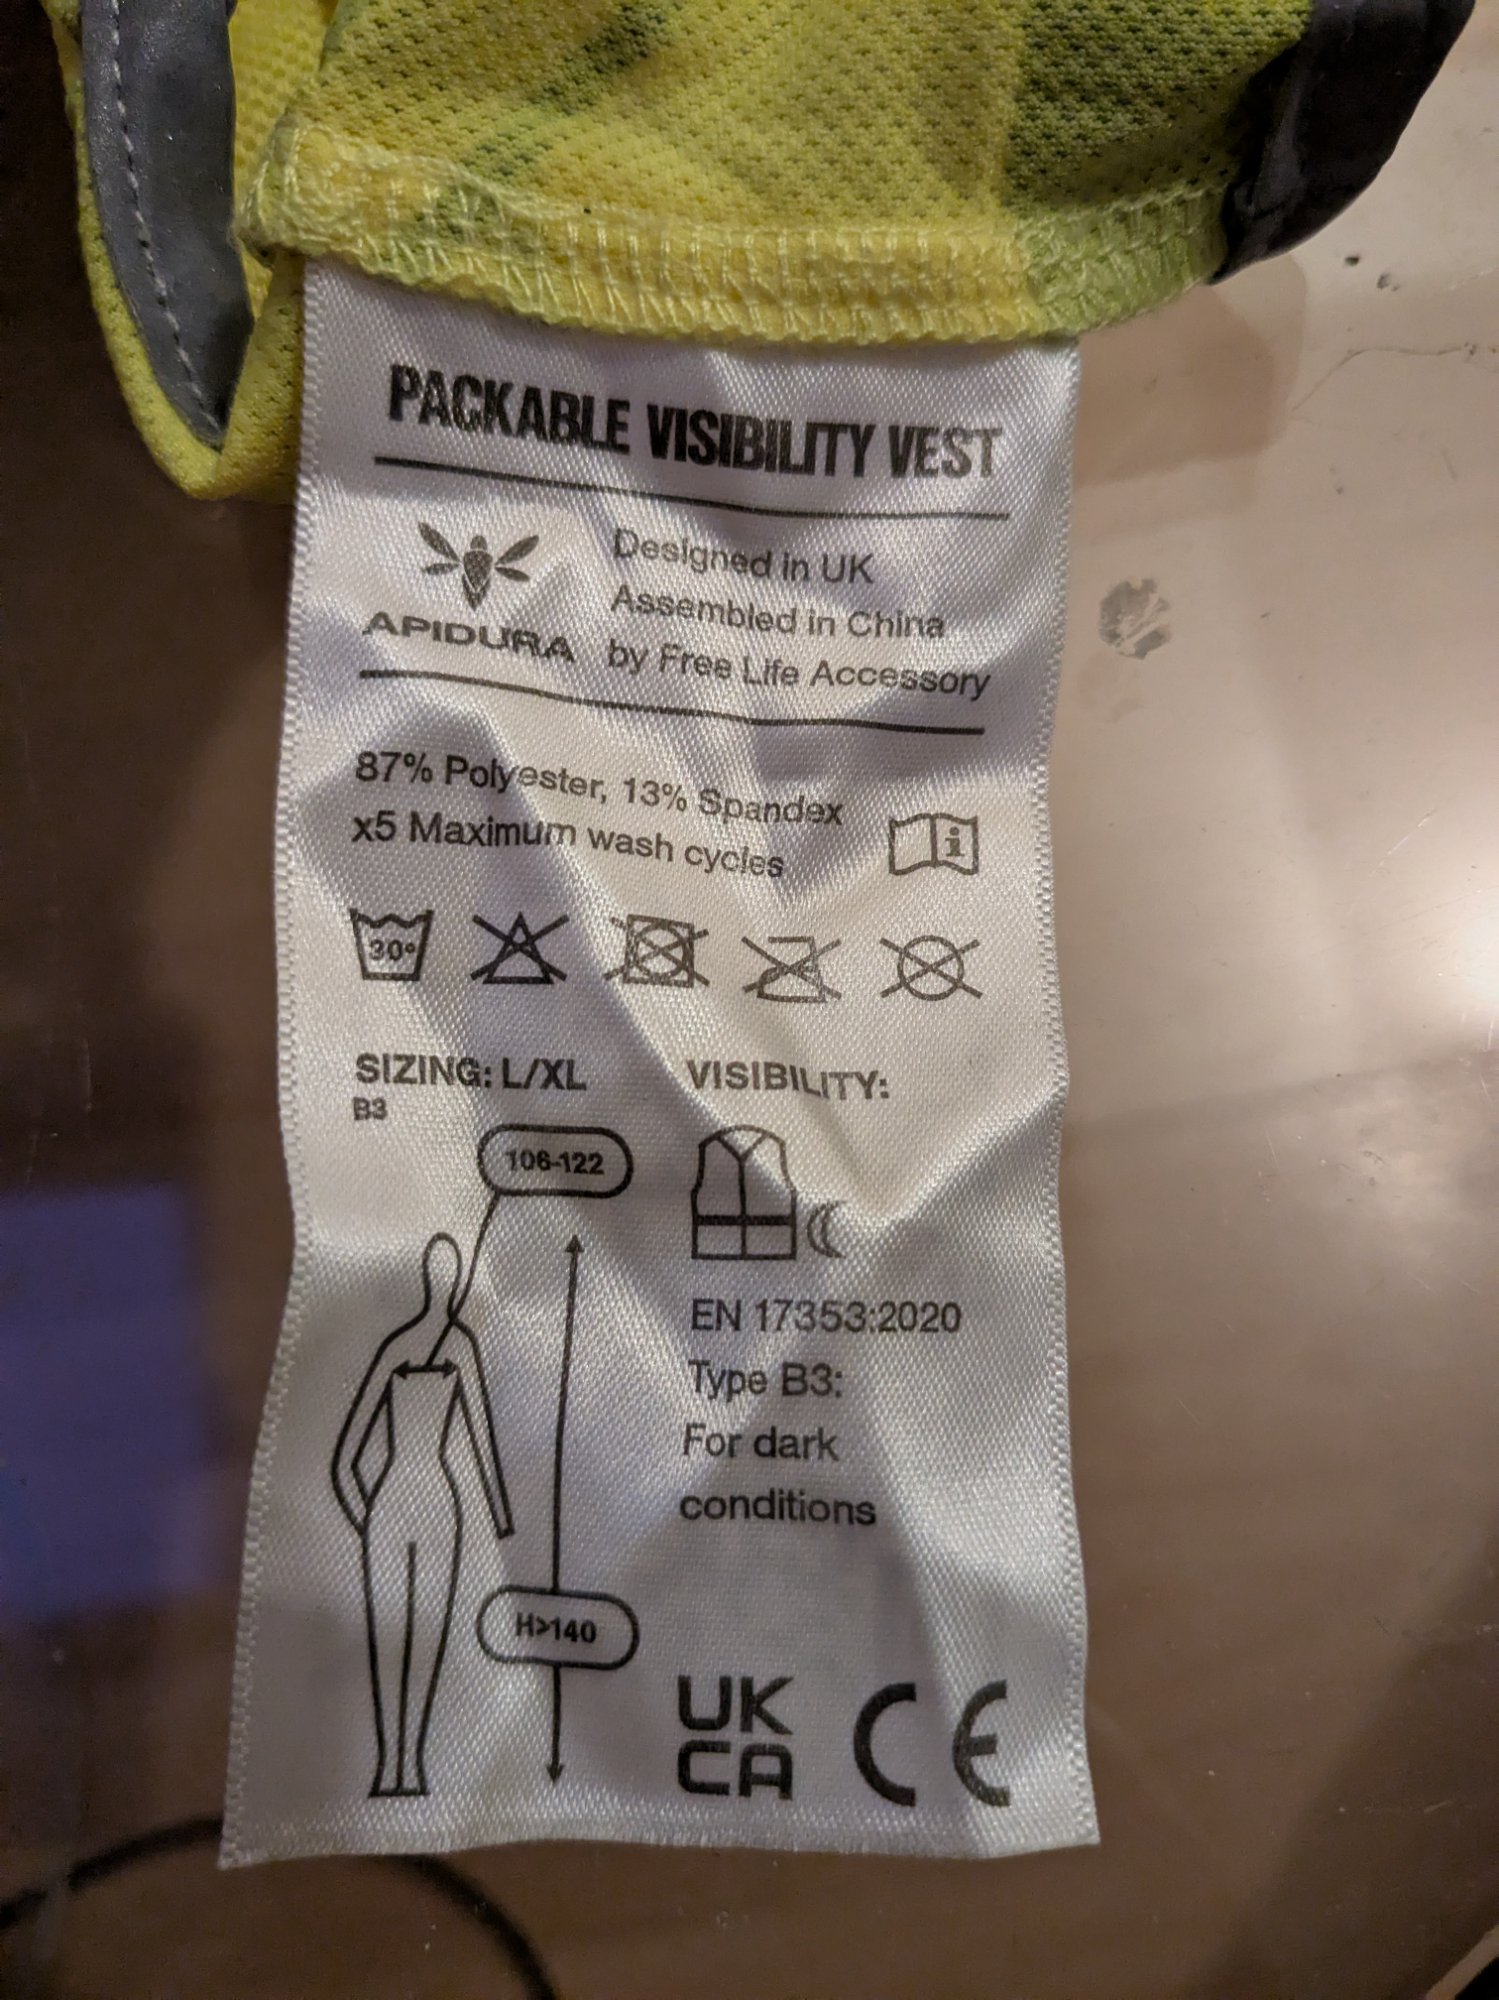 PACKABLE VISIBILITY VEST
APIDURA
Designed in UK
Assembled in China
by Free Life Accessory
87% Polyester, 13% Spandex
x5 Maximum wash cycles
i
30°
SIZING: L/XL
B3
106-122
H>140
VISIBILITY:
EN 17353:2020
Type B3:
For dark
conditions
UK
CA
CE